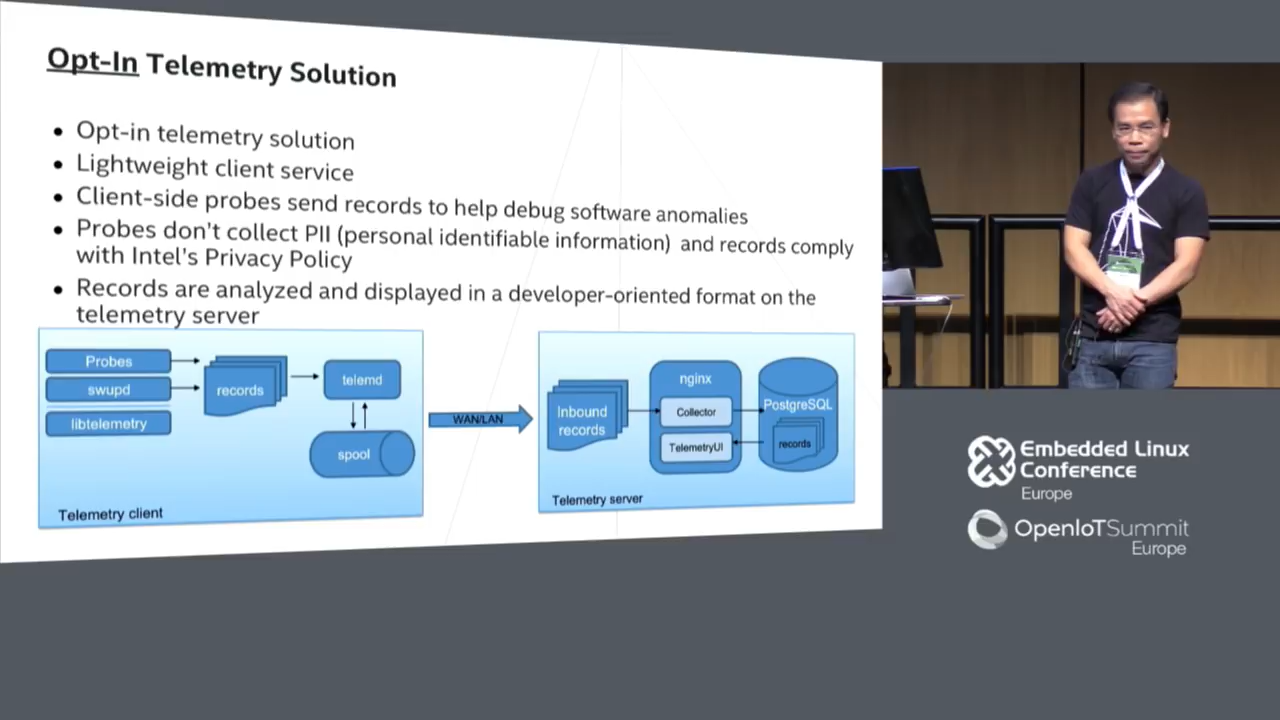 Opt-In Telemetry Solution
• Opt-in telemetry solution
• Lightweight client service
• Client-side probes send records to help debug software anomalies
• Probes don't collect PII (personal identifiable information) and records comply
with Intel's Privacy Policy
• Records are analyzed and displayed in a developer-oriented format on the
telemetry server
Probes
swupd
libtelemetry
records
telemd
spool
Telemetry client
WAN/LAN
Inbound
records
nginx
Collector
TelemetryUI
PostgreSQL
records
Telemetry server
Embedded Linux
Conference
Europe
OpenIoTSummit
Europe